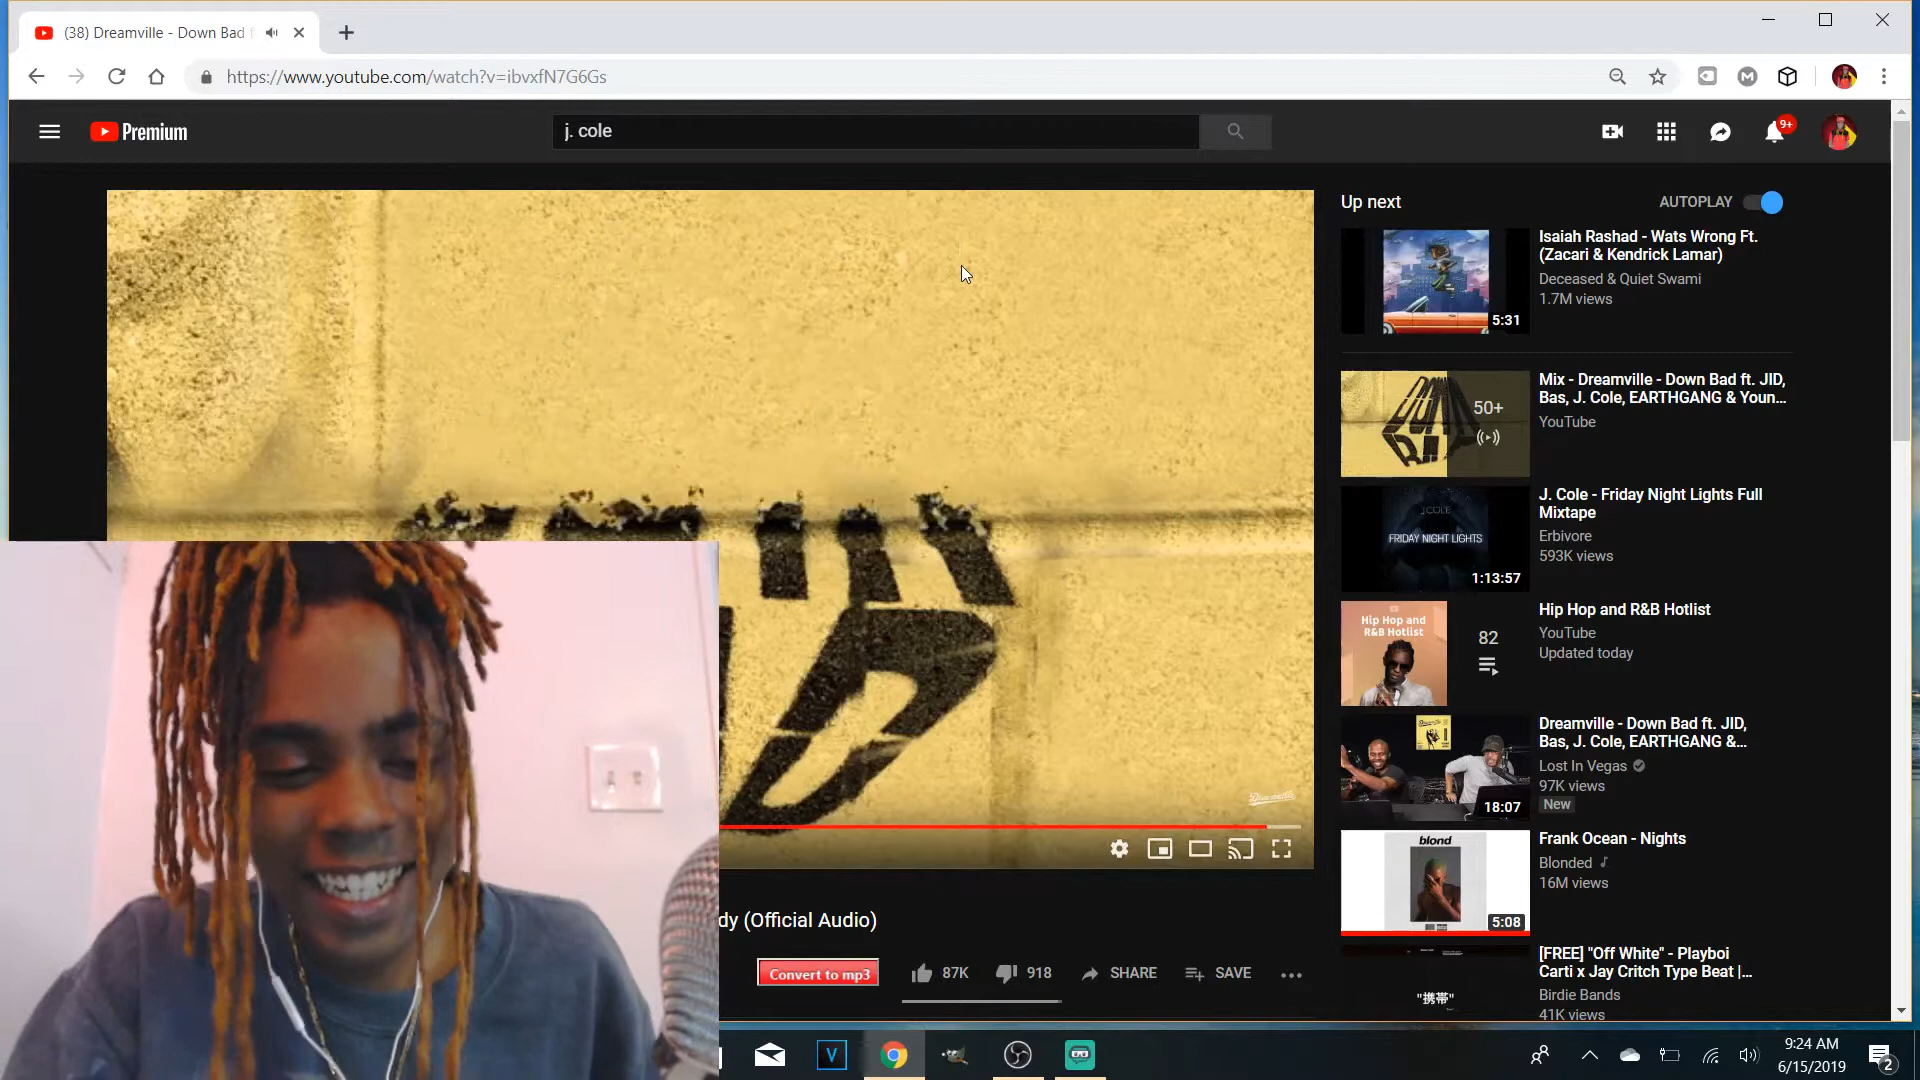 (38) Dreamville - Down Bad f
https://www.youtube.com/watch?v=ibvxfN7G6Gs
Premium
j. cole
9+
Up next
AUTOPLAY
Isaiah Rashad - Wats Wrong Ft.
(Zacari & Kendrick Lamar)
Deceased & Quiet Swami
1.7M views
5:31
Mix - Dreamville - Down Bad ft. JID,
Bas, J. Cole, EARTHGANG & Youn...
YouTube
50+
J. Cole - Friday Night Lights Full
Mixtape
Erbivore
593K views
J.COLE
FRIDAY NIGHT LIGHTS
1:13:57
Hip Hop and R&B Hotlist
YouTube
Updated today
Hip Hop and
R&B Hotlist
82
Dreamville - Down Bad ft. JID,
Bas, J. Cole, EARTHGANG &...
Lost In Vegas
97K views
New
18:07
Frank Ocean - Nights
Blonded
16M views
blond
5:08
[FREE] "Off White" - Playboi
Carti x Jay Critch Type Beat |...
Birdie Bands
41K views
"携帯"
Dreamville
dy (Official Audio)
Convert to mp3
87K
918
SHARE
SAVE
V
9:24 AM
6/15/2019
2